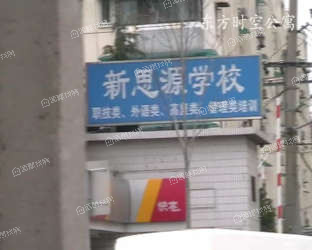 东方时空公寓
新思源学校
职技类、外语类、高复类、管理类培训